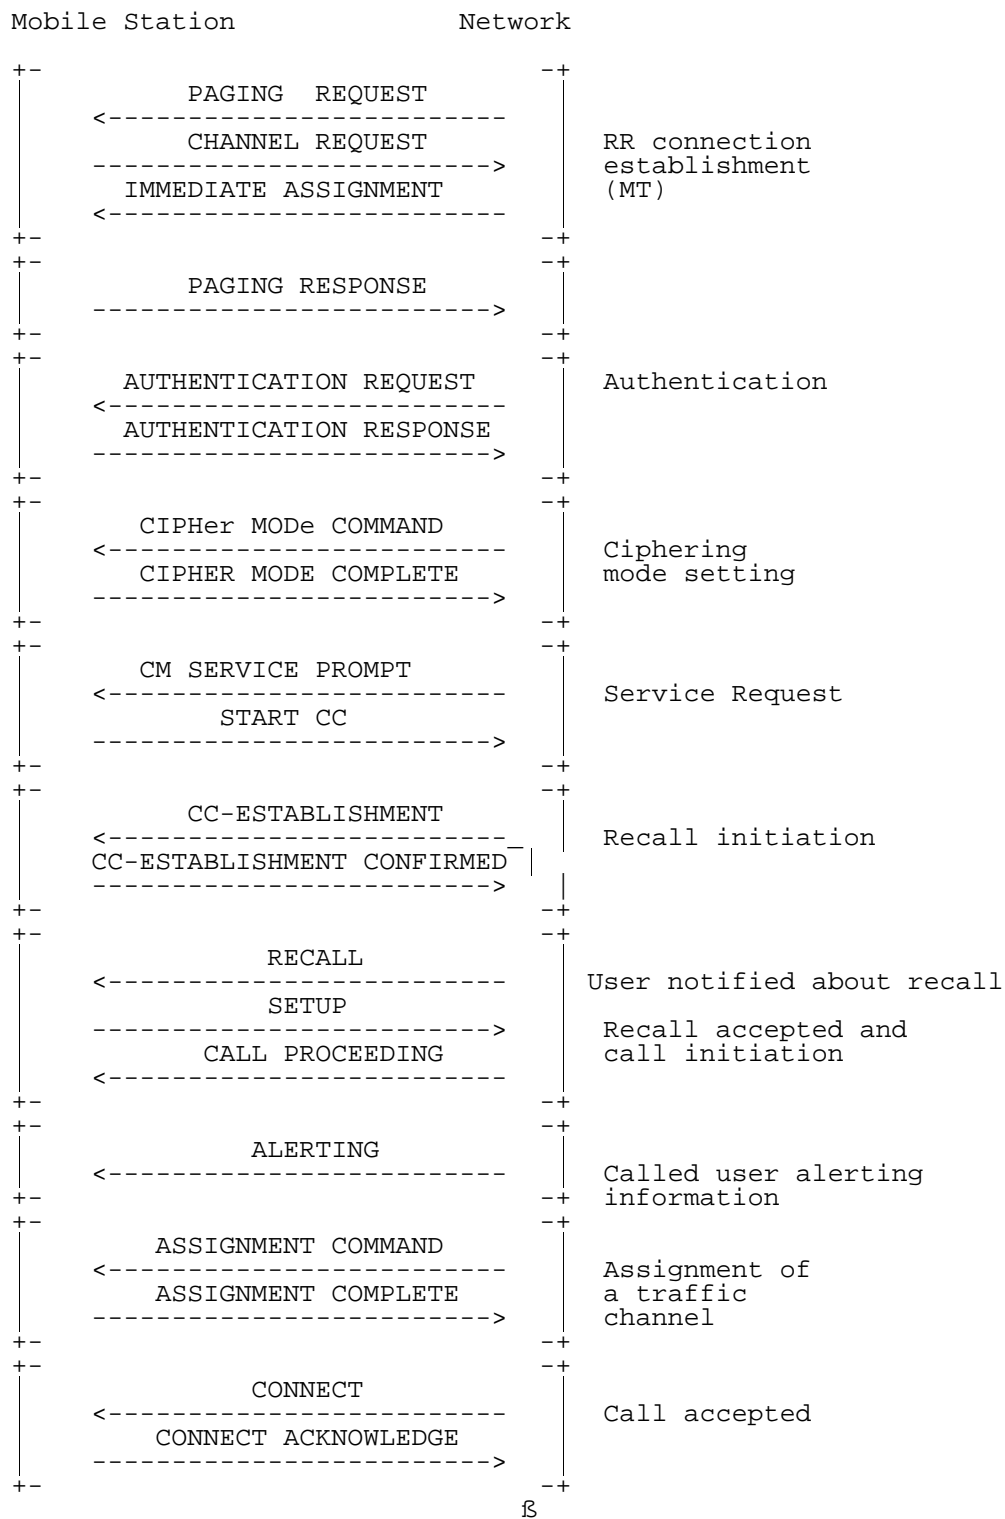 Mobile Station Network
+- -+
PAGING REQUEST
<-------------------------
CHANNEL REQUEST RR connection
-------------------------> establishment
IMMEDIATE ASSIGNMENT (MT)
<-------------------------
+- -+
+- -+
PAGING RESPONSE
------------------------->
+- -+
+- -+
AUTHENTICATION REQUEST Authentication
<-------------------------
AUTHENTICATION RESPONSE
------------------------->
+- -+
+- -+
CIPHer MODe COMMAND
<------------------------- Ciphering
CIPHER MODE COMPLETE mode setting
------------------------->
+- -+
+- -+
CM SERVICE PROMPT
<------------------------- Service Request
START CC
------------------------->
+- -+
+- -+
CC-ESTABLISHMENT
<------------------------- Recall initiation
CC-ESTABLISHMENT CONFIRMED
------------------------->
+- -+
+- -+
RECALL
<------------------------- User notified about recall
SETUP
-------------------------> Recall accepted and
CALL PROCEEDING call initiation
<-------------------------
+- -+
+- -+
ALERTING
<------------------------- Called user alerting
+- -+ information
+- -+
ASSIGNMENT COMMAND
<------------------------- Assignment of
ASSIGNMENT COMPLETE a traffic
-------------------------> channel
+- -+
+- -+
CONNECT
<------------------------- Call accepted
CONNECT ACKNOWLEDGE
------------------------->
+- -+
ß